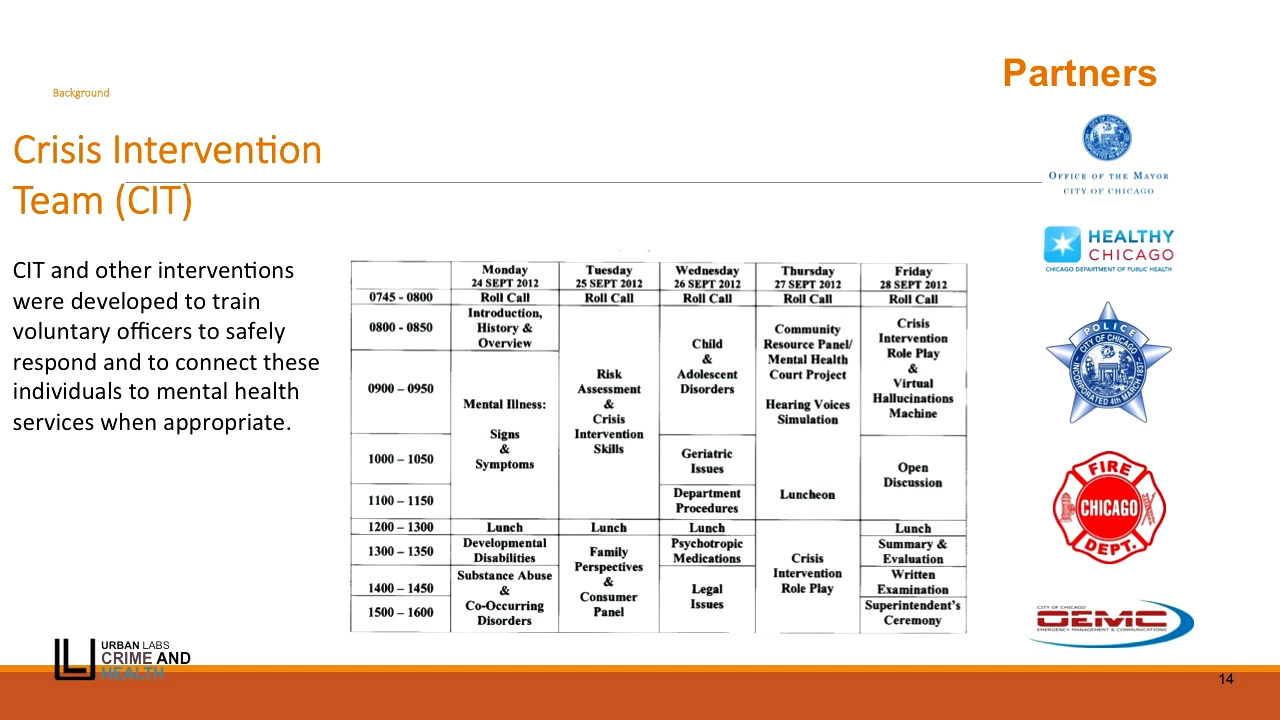 Background
Partners
Crisis Intervention
Team (CIT)
CIT and other interventions
were developed to train
voluntary officers to safely
respond and to connect these
individuals to mental health
services when appropriate.
Monday Tuesday Wednesday Thursday Friday
24 SEPT 2012 25 SEPT 2012 26 SEPT 2012 27 SEPT 2012 28 SEPT 2012
0745 - 0800 Roll Call Roll Call Roll Call Roll Call Roll Call
0800 - 0850
0900 – 0950
1000 – 1050
1100 – 1150
Introduction,
History &
Overview
Mental Illness:
Signs
&
Symptoms
Risk
Assessment
&
Crisis
Intervention
Skills
Child
&
Adolescent
Disorders
Geriatric
Issues
Department
Procedures
Community
Resource Panel/
Mental Health
Court Project
Hearing Voices
Simulation
Luncheon
Crisis
Intervention
Role Play
&
Virtual
Hallucinations
Machine
Open
Discussion
1200 – 1300 Lunch Lunch Lunch Lunch
1300 – 1350
1400 – 1450
1500 – 1600
Developmental
Disabilities
Substance Abuse
&
Co-Occurring
Disorders
Family
Perspectives
&
Consumer
Panel
Psychotropic
Medications
Legal
Issues
Crisis
Intervention
Role Play
Summary &
Evaluation
Written
Examination
Superintendent's
Ceremony
OFFICE OF THE MAYOR
CITY OF CHICAGO
HEALTHY
CHICAGO
CHICAGO DEPARTMENT OF PUBLIC HEALTH
POLICE
CITY OF CHICAGO
INCORPORATED 4th MARCH 1837
FIRE
CHICAGO
DEPT.
CITY OF CHICAGO
OEMC
EMERGENCY MANAGEMENT & COMMUNICATIONS
URBAN LABS
CRIME AND
HEALTH
14